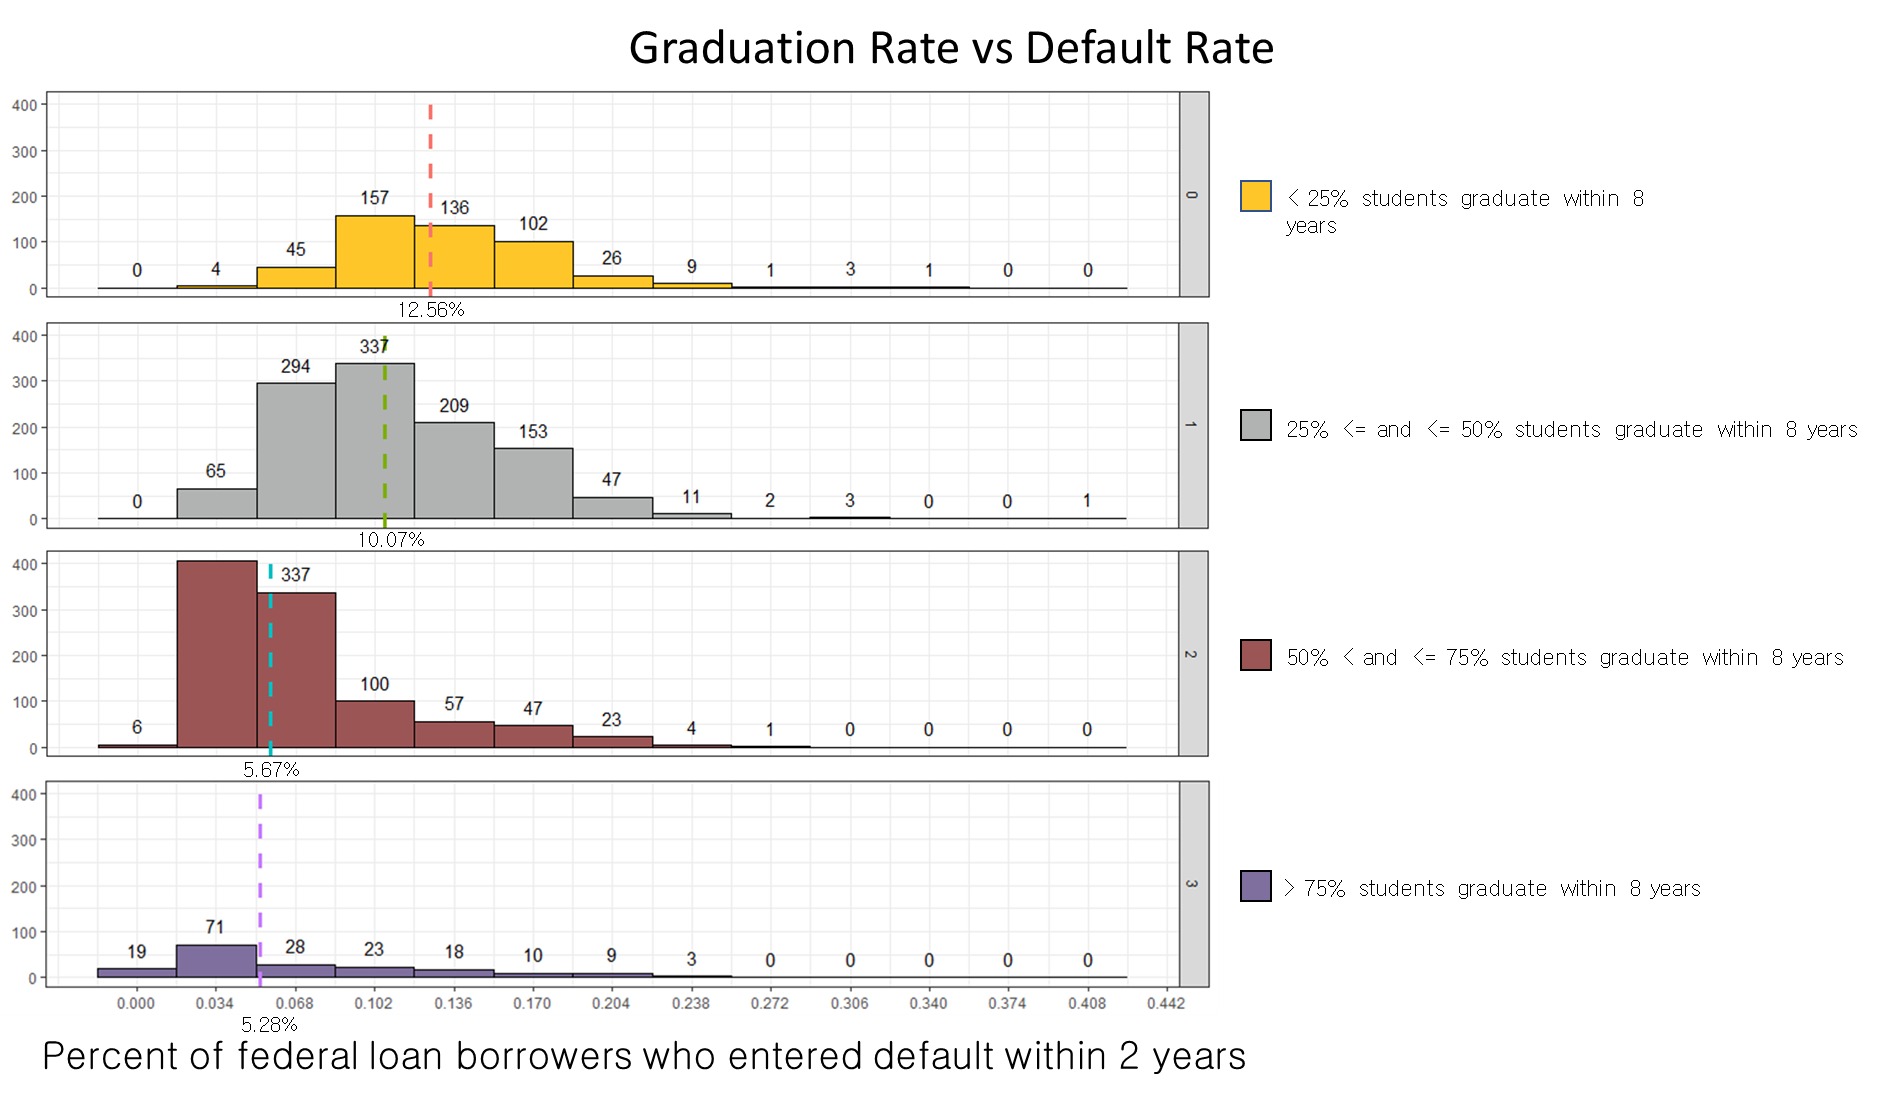 Graduation Rate vs Default Rate
400
300
200
100
0
0 4 45 157 136 102 26 9 1 3 1 0 0
0
12.56%
< 25% students graduate within 8
years
400
300
200
100
0
0 65 294 337 209 153 47 11 2 3 0 0 1
1
10.07%
25% <= and <= 50% students graduate within 8 years
400
300
200
100
0
6 337 100 57 47 23 4 1 0 0 0 0
2
5.67%
50% < and <= 75% students graduate within 8 years
400
300
200
100
0
19 71 28 23 18 10 9 3 0 0 0 0 0
3
> 75% students graduate within 8 years
0.000 0.034 0.068 0.102 0.136 0.170 0.204 0.238 0.272 0.306 0.340 0.374 0.408 0.442
5.28%
Percent of federal loan borrowers who entered default within 2 years